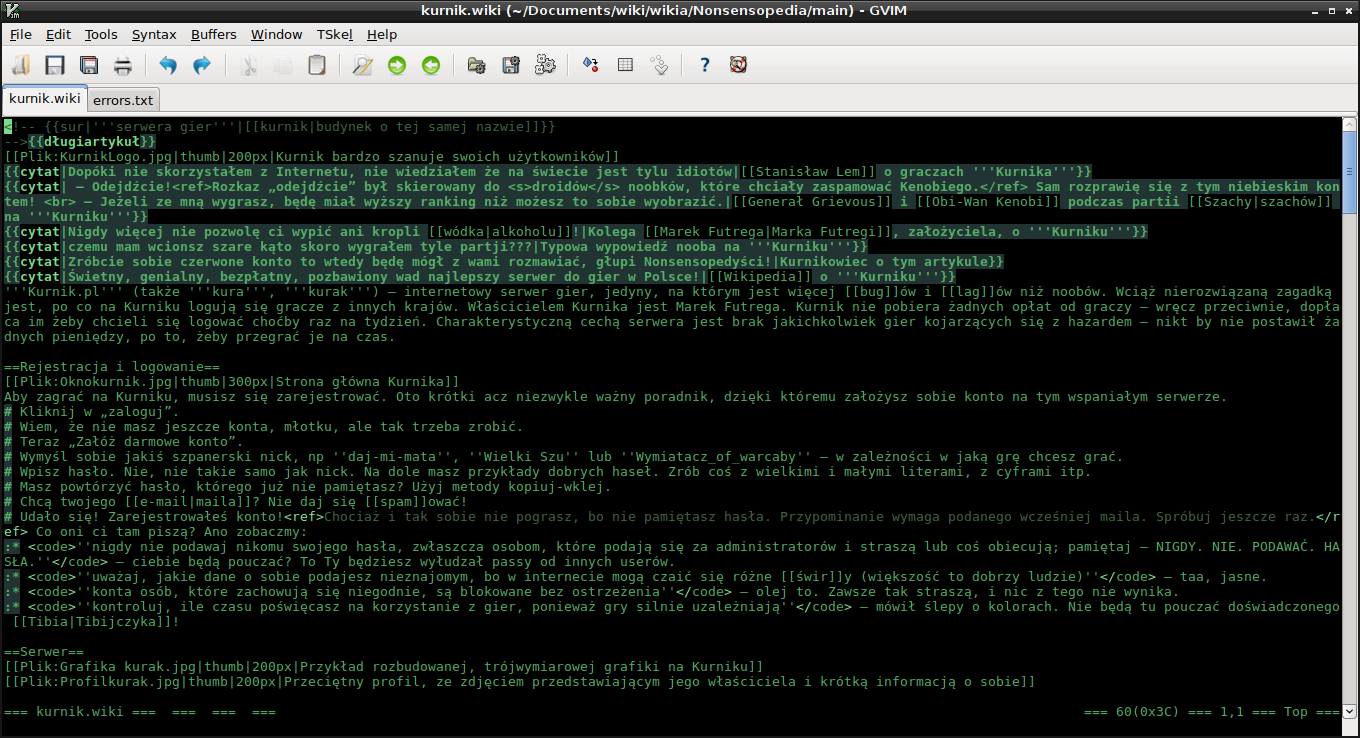 kurnik.wiki (~/Documents/wiki/wikia/Nonsensopedia/main) - GVIM
File Edit Tools Syntax Buffers Window TSkel Help
kurnik.wiki errors.txt
<!-- {{sur|'''serwera gier'''|[[kurnik|budynek o tej samej nazwie]]}}
-->{{długiartykuł}}
[[Plik:KurnikLogo.jpg|thumb|200px|Kurnik bardzo szanuje swoich użytkowników]]
{{cytat|Dopóki nie skorzystałem z Internetu, nie wiedziałem że na świecie jest tylu idiotów|[[Stanisław Lem]] o graczach '''Kurnika'''}}
{{cytat| – Odejdźcie!<ref>Rozkaz „odejdźcie” był skierowany do <s>droidów</s> noobków, które chciały zaspamować Kenobiego.</ref> Sam rozprawię się z tym niebieskim kon
tem! <br> – Jeżeli ze mną wygrasz, będę miał wyższy ranking niż możesz to sobie wyobrazić.|[[Generał Grievous]] i [[Obi-Wan Kenobi]] podczas partii [[Szachy|szachów]]
na '''Kurniku'''}}
{{cytat|Nigdy więcej nie pozwolę ci wypić ani kropli [[wódka|alkoholu]]!|Kolega [[Marek Futrega|Marka Futregi]], założyciela, o '''Kurniku'''}}
{{cytat|czemu mam wcionsz szare kąto skoro wygrałem tyle partji???|Typowa wypowiedź nooba na '''Kurniku'''}}
{{cytat|Zróbcie sobie czerwone konto to wtedy będę mógł z wami rozmawiać, głupi Nonsensopedyści!|Kurnikowiec o tym artykule}}
{{cytat|Świetny, genialny, bezpłatny, pozbawiony wad najlepszy serwer do gier w Polsce!|[[Wikipedia]] o '''Kurniku'''}}
'''Kurnik.pl''' (także '''kura''', '''kurak''') – internetowy serwer gier, jedyny, na którym jest więcej [[bug]]ów i [[lag]]ów niż noobów. Wciąż nierozwiązaną zagadką
jest, po co na Kurniku logują się gracze z innych krajów. Właścicielem Kurnika jest Marek Futrega. Kurnik nie pobiera żadnych opłat od graczy – wręcz przeciwnie, dopła
ca im żeby chcieli się logować choćby raz na tydzień. Charakterystyczną cechą serwera jest brak jakichkolwiek gier kojarzących się z hazardem – nikt by nie postawił ża
dnych pieniędzy, po to, żeby przegrać je na czas.
==Rejestracja i logowanie==
[[Plik:Oknokurnik.jpg|thumb|300px|Strona główna Kurnika]]
Aby zagrać na Kurniku, musisz się zarejestrować. Oto krótki acz niezwykle ważny poradnik, dzięki któremu założysz sobie konto na tym wspaniałym serwerze.
# Kliknij w „zaloguj”.
# Wiem, że nie masz jeszcze konta, młotku, ale tak trzeba zrobić.
# Teraz „Załóż darmowe konto”.
# Wymyśl sobie jakiś szpanerski nick, np ''daj-mi-mata'', ''Wielki Szu'' lub ''Wymiatacz_of_warcaby'' – w zależności w jaką grę chcesz grać.
# Wpisz hasło. Nie, nie takie samo jak nick. Na dole masz przykłady dobrych haseł. Zrób coś z wielkimi i małymi literami, z cyframi itp.
# Masz powtórzyć hasło, którego już nie pamiętasz? Użyj metody kopiuj-wklej.
# Chcą twojego [[e-mail|maila]]? Nie daj się [[spam]]ować!
# Udało się! Zarejestrowałeś konto!<ref>Chociaż i tak sobie nie pograsz, bo nie pamiętasz hasła. Przypominanie wymaga podanego wcześniej maila. Spróbuj jeszcze raz.</r
ef> Co oni ci tam piszą? Ano zobaczmy:
:* <code>''nigdy nie podawaj nikomu swojego hasła, zwłaszcza osobom, które podają się za administratorów i straszą lub coś obiecują; pamiętaj – NIGDY. NIE. PODAWAĆ. HA
SŁA.''</code> – ciebie będą pouczać? To Ty będziesz wyłudzał passy od innych userów.
:* <code>''uważaj, jakie dane o sobie podajesz nieznajomym, bo w internecie mogą czaić się różne [[świr]]y (większość to dobrzy ludzie)''</code> – taa, jasne.
:* <code>''konta osób, które zachowują się niegodnie, są blokowane bez ostrzeżenia''</code> – olej to. Zawsze tak straszą, i nic z tego nie wynika.
:* <code>''kontroluj, ile czasu poświęcasz na korzystanie z gier, ponieważ gry silnie uzależniają''</code> – mówił ślepy o kolorach. Nie będą tu pouczać doświadczonego
[[Tibia|Tibijczyka]]!
==Serwer==
[[Plik:Grafika kurak.jpg|thumb|200px|Przykład rozbudowanej, trójwymiarowej grafiki na Kurniku]]
[[Plik:Profilkurak.jpg|thumb|200px|Przeciętny profil, ze zdjęciem przedstawiającym jego właściciela i krótką informacją o sobie]]
=== kurnik.wiki === === === === === 60(0x3C) === 1,1 === Top ===